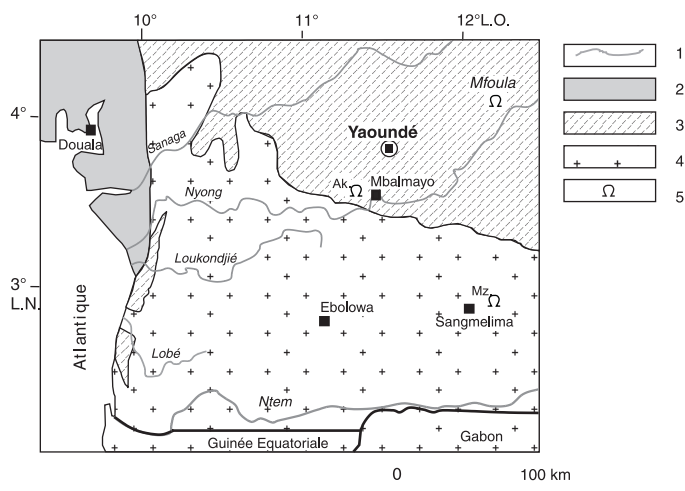 10° 11° 12°L.O.
1
Mfoula
Ω
2
4°
3
Yaoundé
Douala
Sanaga
4
Ak. Ω Mbalmayo
Nyong
Ω 5
Loukondjié
3°
L.N.
Mz. Ω
Ebolowa
Sangmelima
Atlantique
Lobé
Ntem
Guinée Equatoriale
Gabon
0 100 km